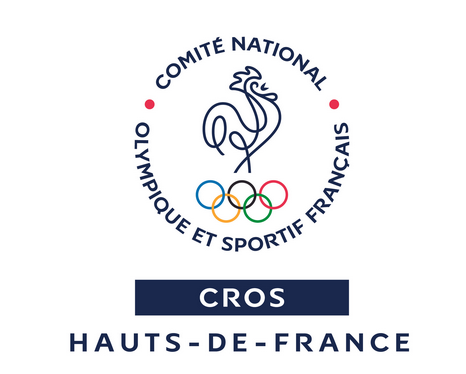 COMITÉ NATIONAL
OLYMPIQUE ET SPORTIF FRANÇAIS
CROS
HAUTS-DE-FRANCE